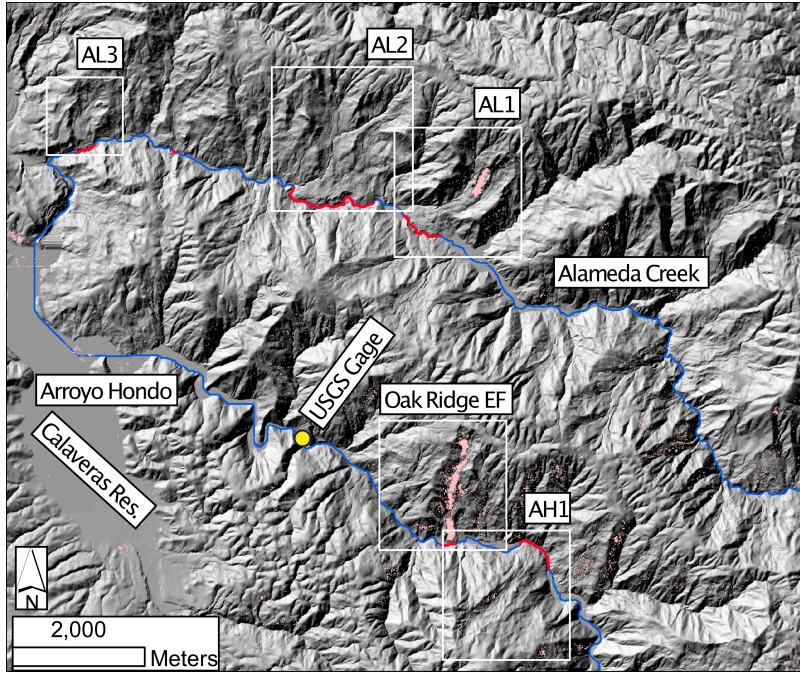 AL3
AL2
AL1
Alameda Creek
USGS Gage
Arroyo Hondo
Oak Ridge EF
Calaveras Res.
AH1
N
2,000
Meters